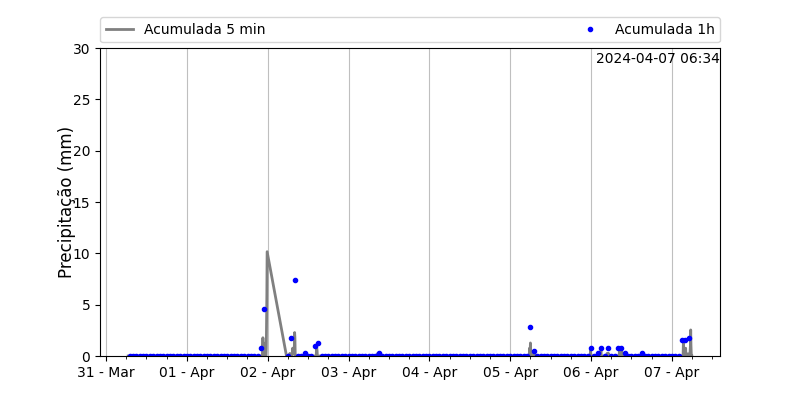 Acumulada 5 min
Acumulada 1h
2024-04-07 06:34
Precipitação (mm)
30
25
20
15
10
5
0
31 - Mar
01 - Apr
02 - Apr
03 - Apr
04 - Apr
05 - Apr
06 - Apr
07 - Apr